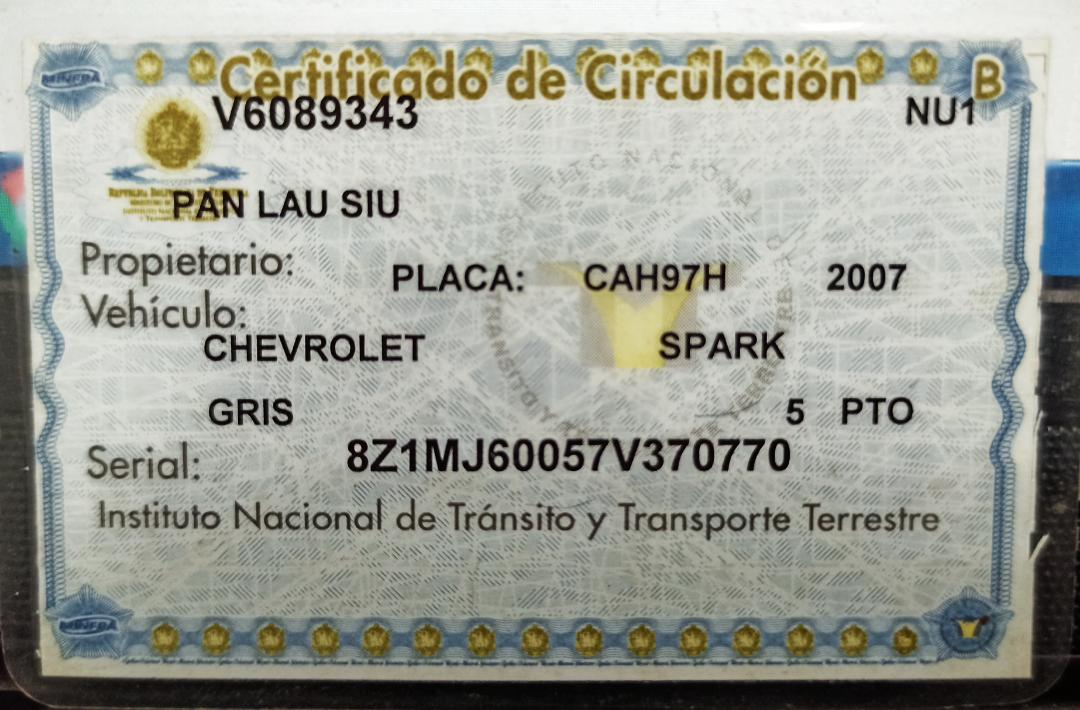 Certificado de Circulación B
MINFRA
V6089343 NU1
PAN LAU SIU
Propietario:
PLACA: CAH97H 2007
Vehículo:
CHEVROLET SPARK
GRIS 5 PTO
Serial: 8Z1MJ60057V370770
Instituto Nacional de Tránsito y Transporte Terrestre
MINFRA